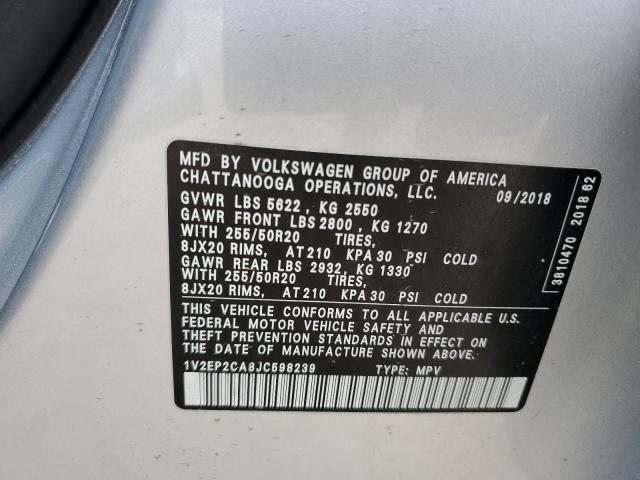 MFD BY VOLKSWAGEN GROUP OF AMERICA
CHATTANOOGA OPERATIONS, LLC. 09/2018
GVWR LBS 5622 , KG 2550
GAWR FRONT LBS 2800 , KG 1270
WITH 255/50R20 TIRES,
8JX20 RIMS, AT 210 KPA 30 PSI COLD
GAWR REAR LBS 2932, KG 1330
WITH 255/50R20 TIRES,
8JX20 RIMS, AT 210 KPA 30 PSI COLD
THIS VEHICLE CONFORMS TO ALL APPLICABLE U.S.
FEDERAL MOTOR VEHICLE SAFETY AND
THEFT PREVENTION STANDARDS IN EFFECT ON
THE DATE OF MANUFACTURE SHOWN ABOVE.
1V2EP2CA8JC598239 TYPE: MPV
3810470 2018 62